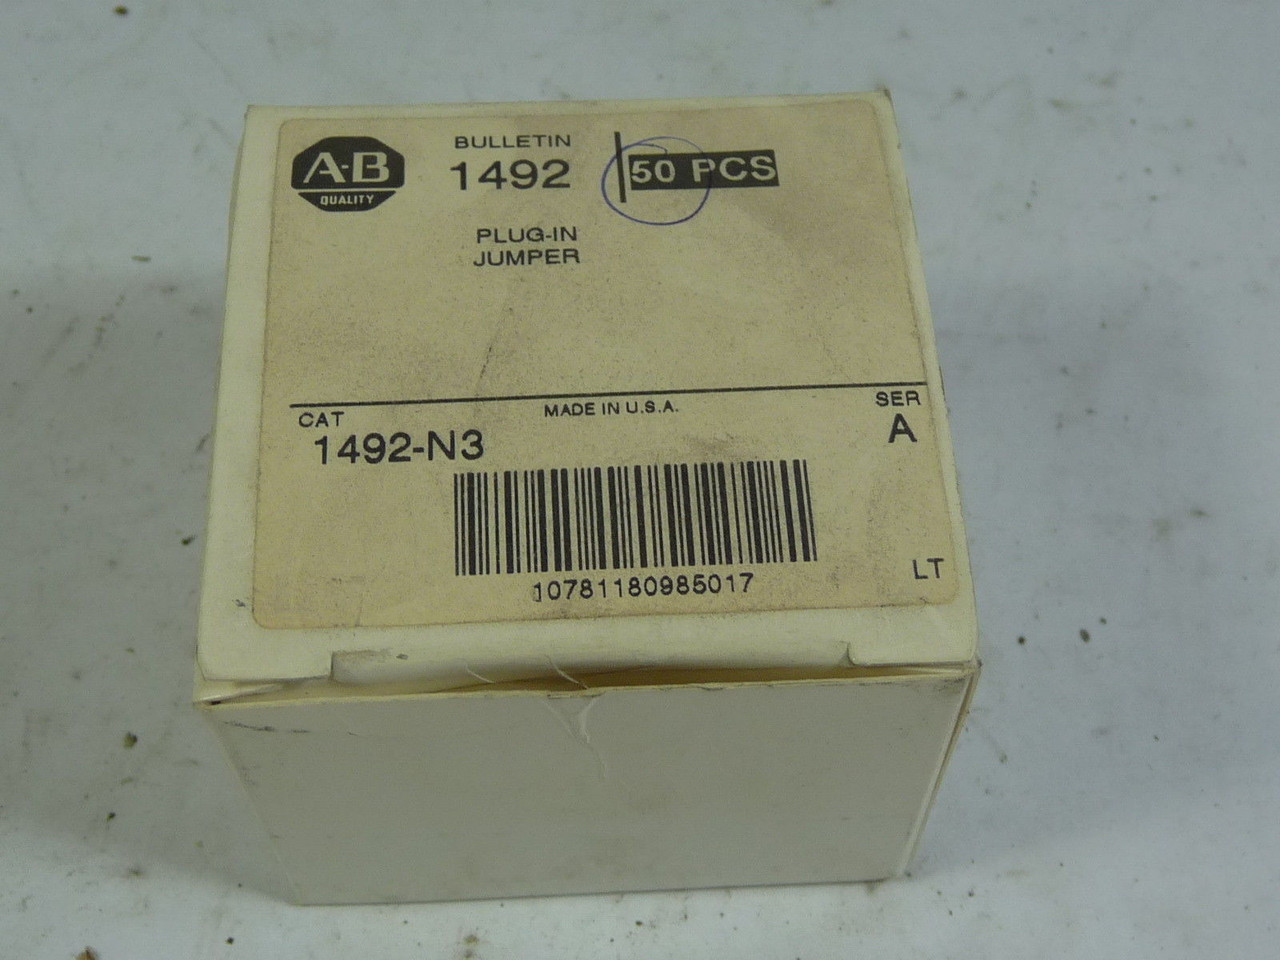 A-B
QUALITY
BULLETIN
1492
50 PCS
PLUG-IN
JUMPER
CAT
1492-N3
MADE IN U.S.A.
SER
A
10781180985017
LT